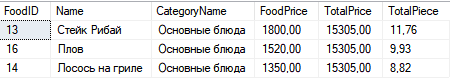 FoodID Name CategoryName FoodPrice TotalPrice TotalPiece
13 Стейк Рибай Основные блюда 1800,00 15305,00 11,76
16 Плов Основные блюда 1520,00 15305,00 9,93
14 Лосось на гриле Основные блюда 1350,00 15305,00 8,82